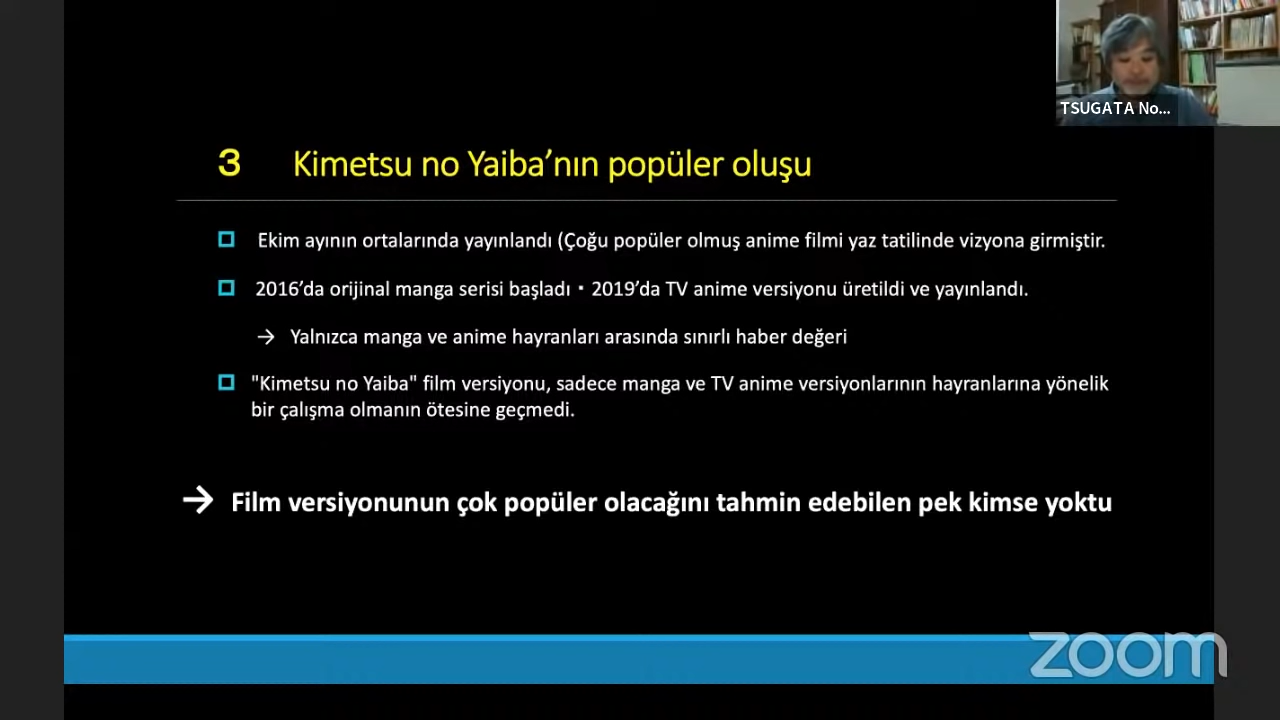 TSUGATA No...
3 Kimetsu no Yaiba’nın popüler oluşu
Ekim ayının ortalarında yayınlandı (Çoğu popüler olmuş anime filmi yaz tatilinde vizyona girmiştir.
2016’da orijinal manga serisi başladı・2019’da TV anime versiyonu üretildi ve yayınlandı.
→ Yalnızca manga ve anime hayranları arasında sınırlı haber değeri
"Kimetsu no Yaiba" film versiyonu, sadece manga ve TV anime versiyonlarının hayranlarına yönelik
bir çalışma olmanın ötesine geçmedi.
→ Film versiyonunun çok popüler olacağını tahmin edebilen pek kimse yoktu
zoom